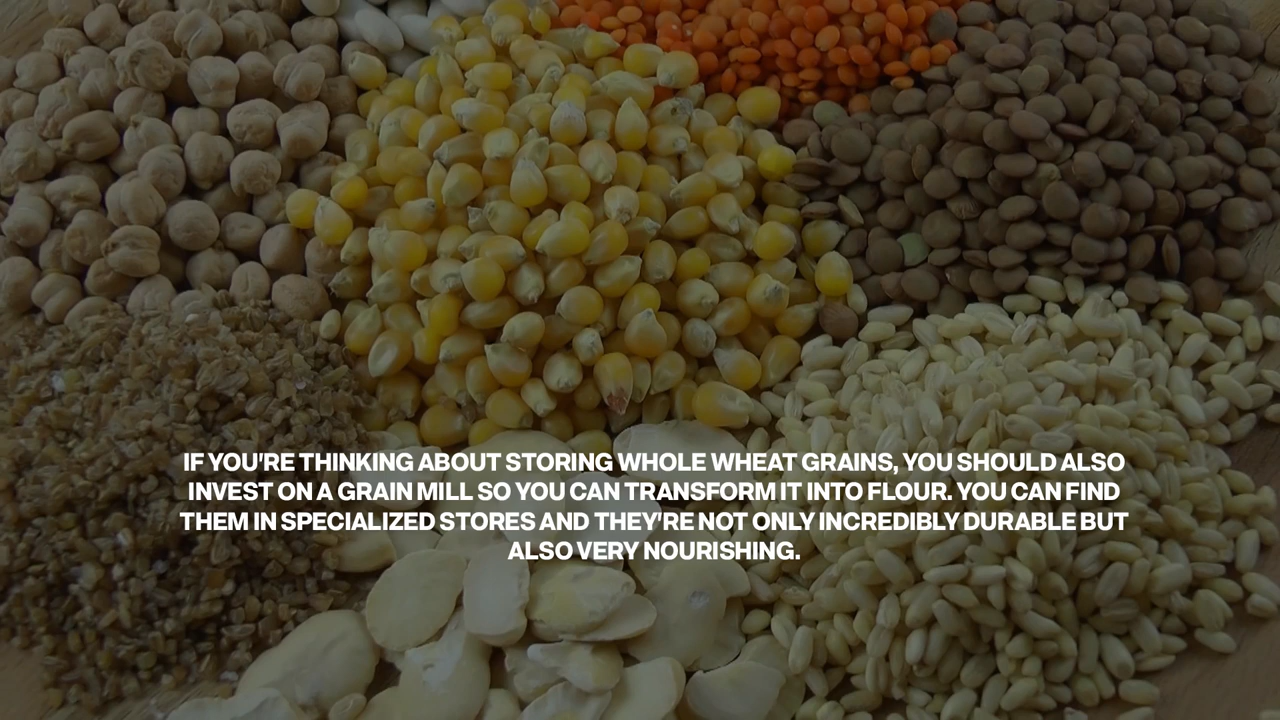 IF YOU'RE THINKING ABOUT STORING WHOLE WHEAT GRAINS, YOU SHOULD ALSO
INVEST ON A GRAIN MILL SO YOU CAN TRANSFORM IT INTO FLOUR. YOU CAN FIND
THEM IN SPECIALIZED STORES AND THEY'RE NOT ONLY INCREDIBLY DURABLE BUT
ALSO VERY NOURISHING.